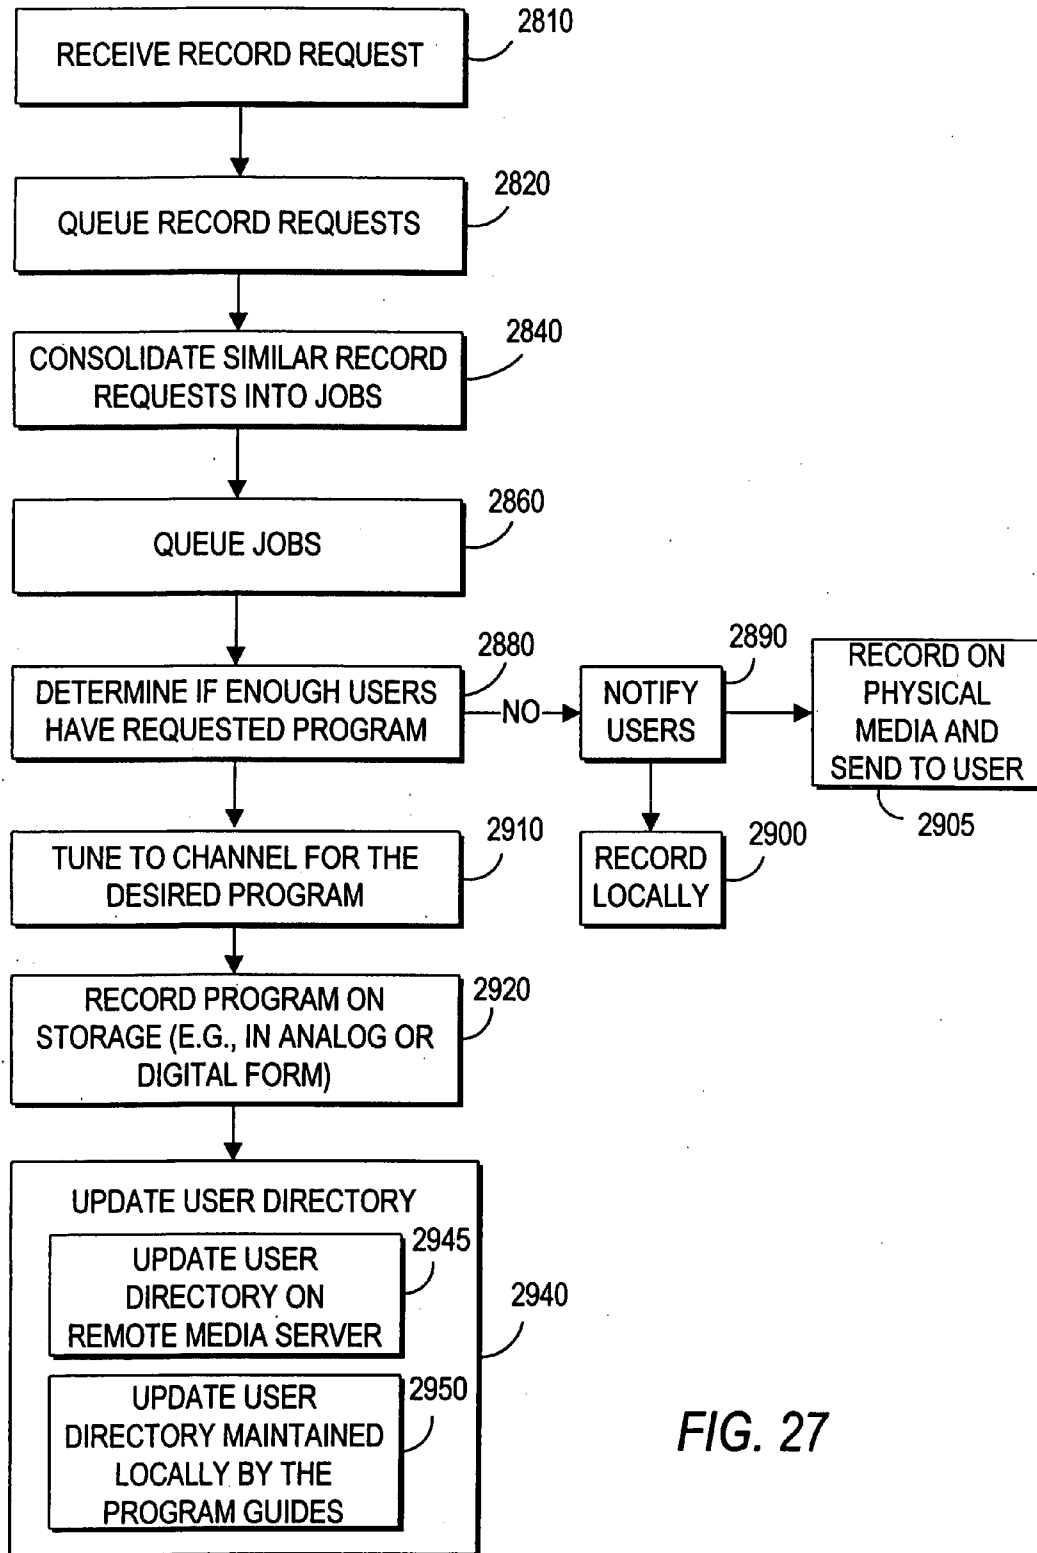 RECEIVE RECORD REQUEST
2810
QUEUE RECORD REQUESTS
2820
CONSOLIDATE SIMILAR RECORD
REQUESTS INTO JOBS
2840
QUEUE JOBS
2860
DETERMINE IF ENOUGH USERS
HAVE REQUESTED PROGRAM
2880
NO
NOTIFY
USERS
2890
RECORD ON
PHYSICAL
MEDIA AND
SEND TO USER
2905
RECORD
LOCALLY
2900
TUNE TO CHANNEL FOR THE
DESIRED PROGRAM
2910
RECORD PROGRAM ON
STORAGE (E.G., IN ANALOG OR
DIGITAL FORM)
2920
UPDATE USER DIRECTORY
UPDATE USER
DIRECTORY ON
REMOTE MEDIA SERVER
2945
2940
UPDATE USER
DIRECTORY MAINTAINED
LOCALLY BY THE
PROGRAM GUIDES
2950
FIG. 27